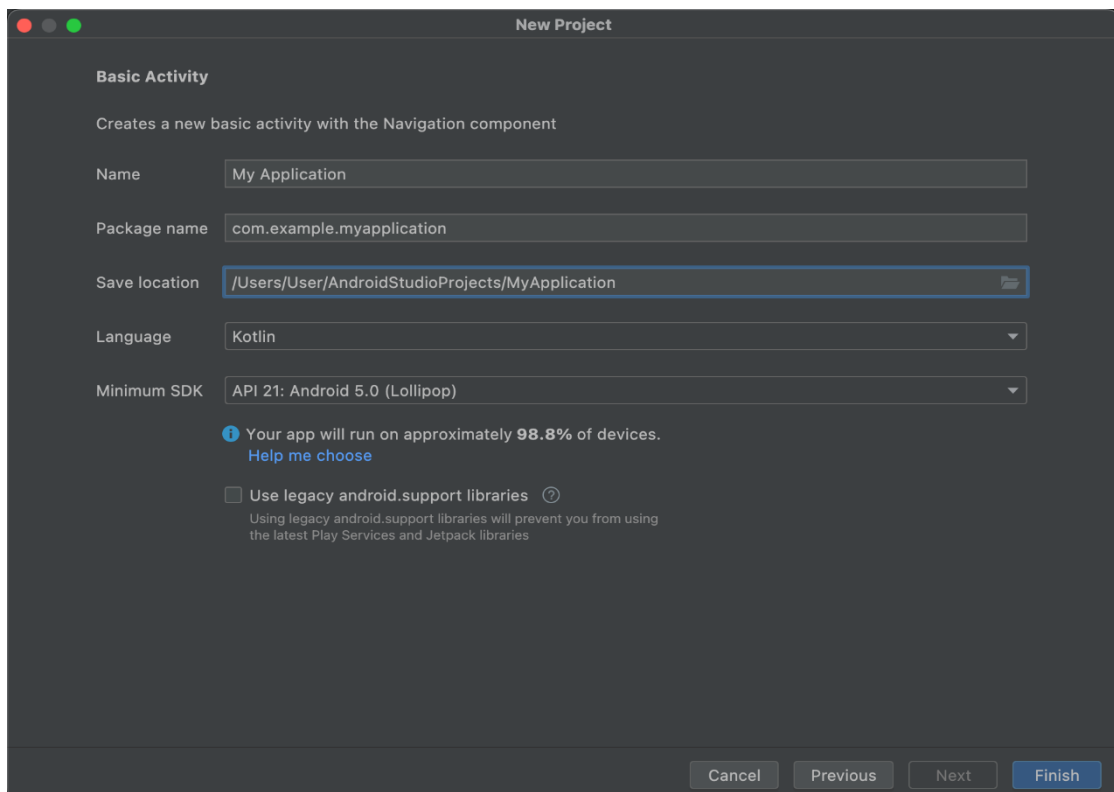 New Project
Basic Activity
Creates a new basic activity with the Navigation component
Name My Application
Package name com.example.myapplication
Save location /Users/User/AndroidStudioProjects/MyApplication
Language Kotlin
Minimum SDK API 21: Android 5.0 (Lollipop)
i Your app will run on approximately 98.8% of devices.
Help me choose
Use legacy android.support libraries ?
Using legacy android.support libraries will prevent you from using
the latest Play Services and Jetpack libraries
Cancel Previous Next Finish